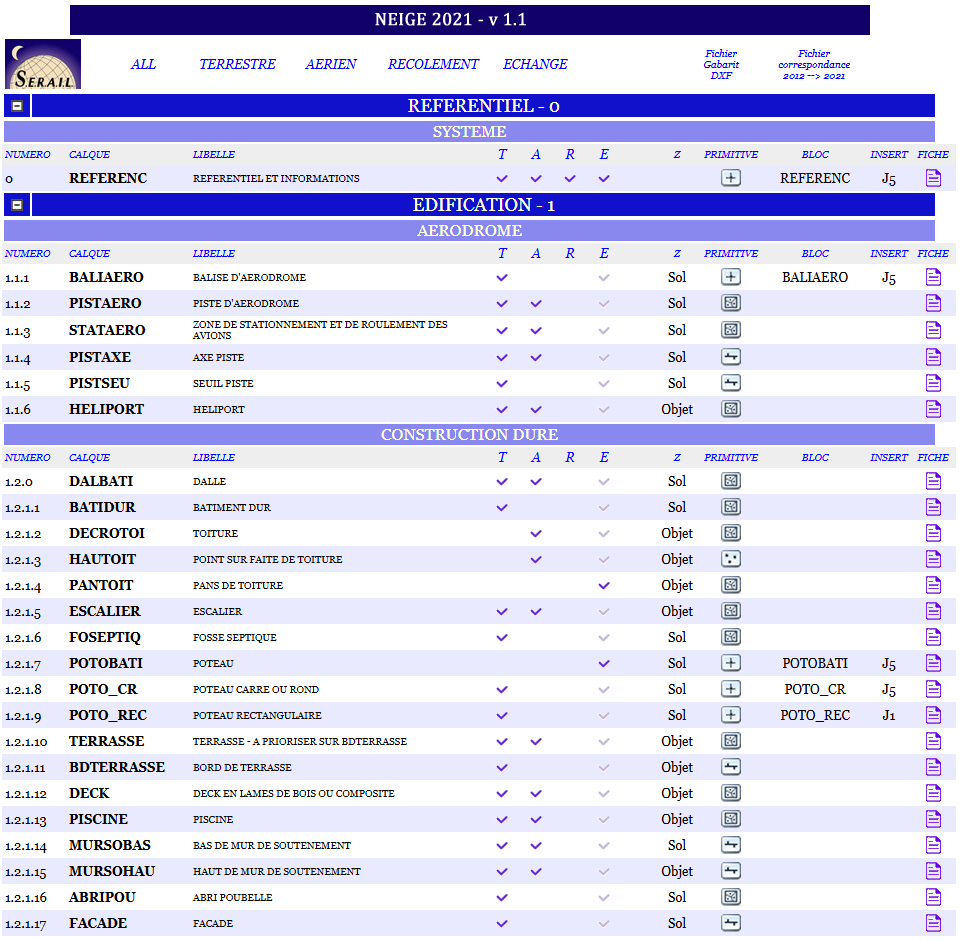 NEIGE 2021 - v 1.1
S.E.R.A.I.L.
ALL TERRESTRE AERIEN RECOLEMENT ECHANGE
Fichier Gabarit DXF
Fichier correspondance 2012 --> 2021
REFERENTIEL - 0
SYSTEME
NUMERO CALQUE LIBELLE T A R E Z PRIMITIVE BLOC INSERT FICHE
0 REFERENC REFERENTIEL ET INFORMATIONS REFERENC J5
EDIFICATION - 1
AERODROME
NUMERO CALQUE LIBELLE T A R E Z PRIMITIVE BLOC INSERT FICHE
1.1.1 BALIAERO BALISE D'AERODROME Sol BALIAERO J5
1.1.2 PISTAERO PISTE D'AERODROME Sol
1.1.3 STATAERO ZONE DE STATIONNEMENT ET DE ROULEMENT DES AVIONS Sol
1.1.4 PISTAXE AXE PISTE Sol
1.1.5 PISTSEU SEUIL PISTE Sol
1.1.6 HELIPORT HELIPORT Objet
CONSTRUCTION DURE
NUMERO CALQUE LIBELLE T A R E Z PRIMITIVE BLOC INSERT FICHE
1.2.0 DALBATI DALLE Sol
1.2.1.1 BATIDUR BATIMENT DUR Sol
1.2.1.2 DECROTOI TOITURE Objet
1.2.1.3 HAUTOIT POINT SUR FAITE DE TOITURE Objet
1.2.1.4 PANTOIT PANS DE TOITURE Objet
1.2.1.5 ESCALIER ESCALIER Objet
1.2.1.6 FOSEPTIQ FOSSE SEPTIQUE Sol
1.2.1.7 POTOBATI POTEAU Sol POTOBATI J5
1.2.1.8 POTO_CR POTEAU CARRE OU ROND Sol POTO_CR J5
1.2.1.9 POTO_REC POTEAU RECTANGULAIRE Sol POTO_REC J1
1.2.1.10 TERRASSE TERRASSE - A PRIORISER SUR BDTERRASSE Objet
1.2.1.11 BDTERRASSE BORD DE TERRASSE Objet
1.2.1.12 DECK DECK EN LAMES DE BOIS OU COMPOSITE Objet
1.2.1.13 PISCINE PISCINE Objet
1.2.1.14 MURSOBAS BAS DE MUR DE SOUTENEMENT Sol
1.2.1.15 MURSOHAU HAUT DE MUR DE SOUTENEMENT Objet
1.2.1.16 ABRIPOU ABRI POUBELLE Sol
1.2.1.17 FACADE FACADE Sol